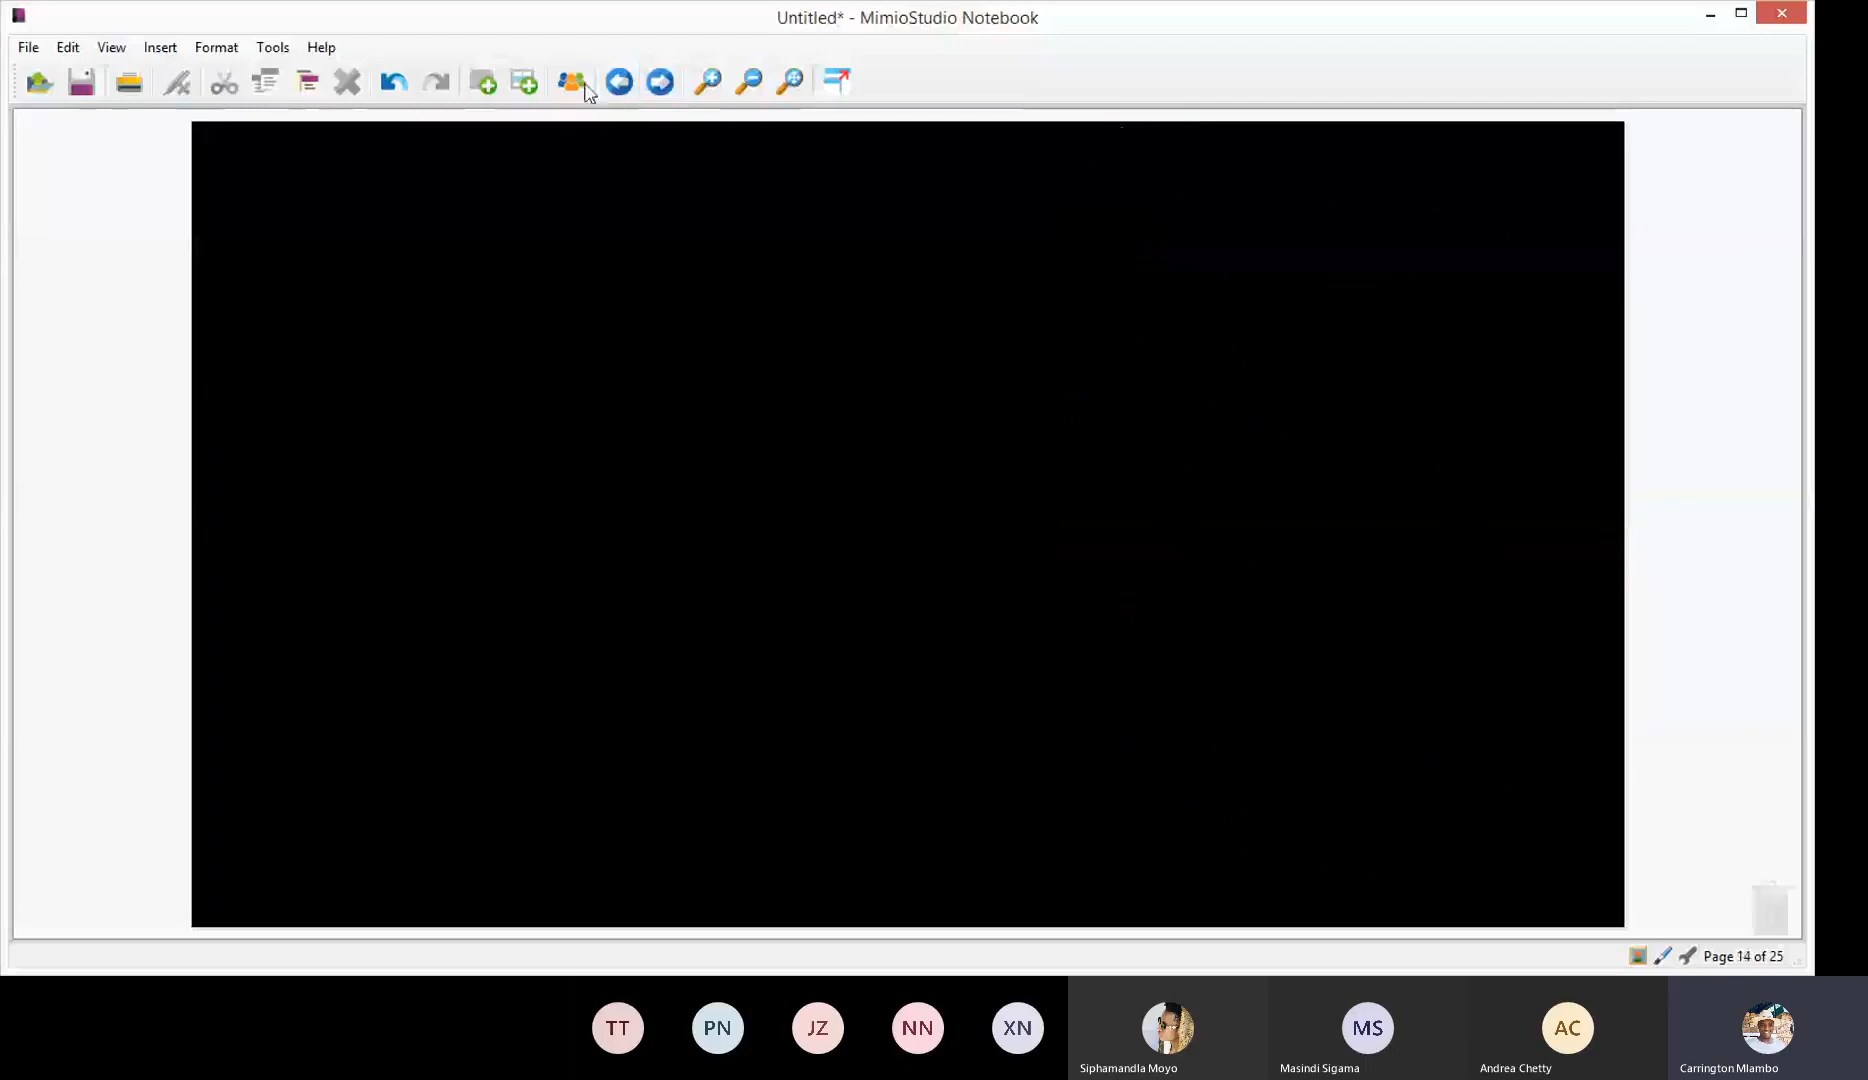 Untitled* - MimioStudio Notebook
File Edit View Insert Format Tools Help
Page 14 of 25
TT PN JZ NN XN MS AC
Siphamandla Moyo Masindi Sigama Andrea Chetty Carrington Mlambo